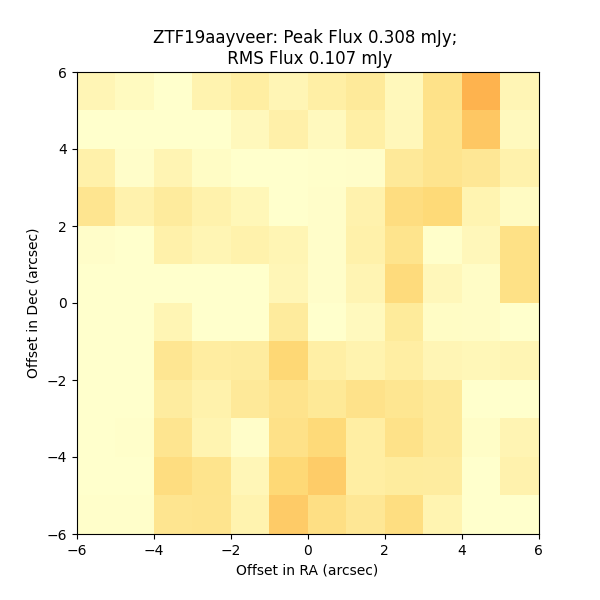 ZTF19aayveer: Peak Flux 0.308 mJy;
RMS Flux 0.107 mJy
6
4
2
0
−2
−4
−6
Offset in Dec (arcsec)
−6 −4 −2 0 2 4 6
Offset in RA (arcsec)